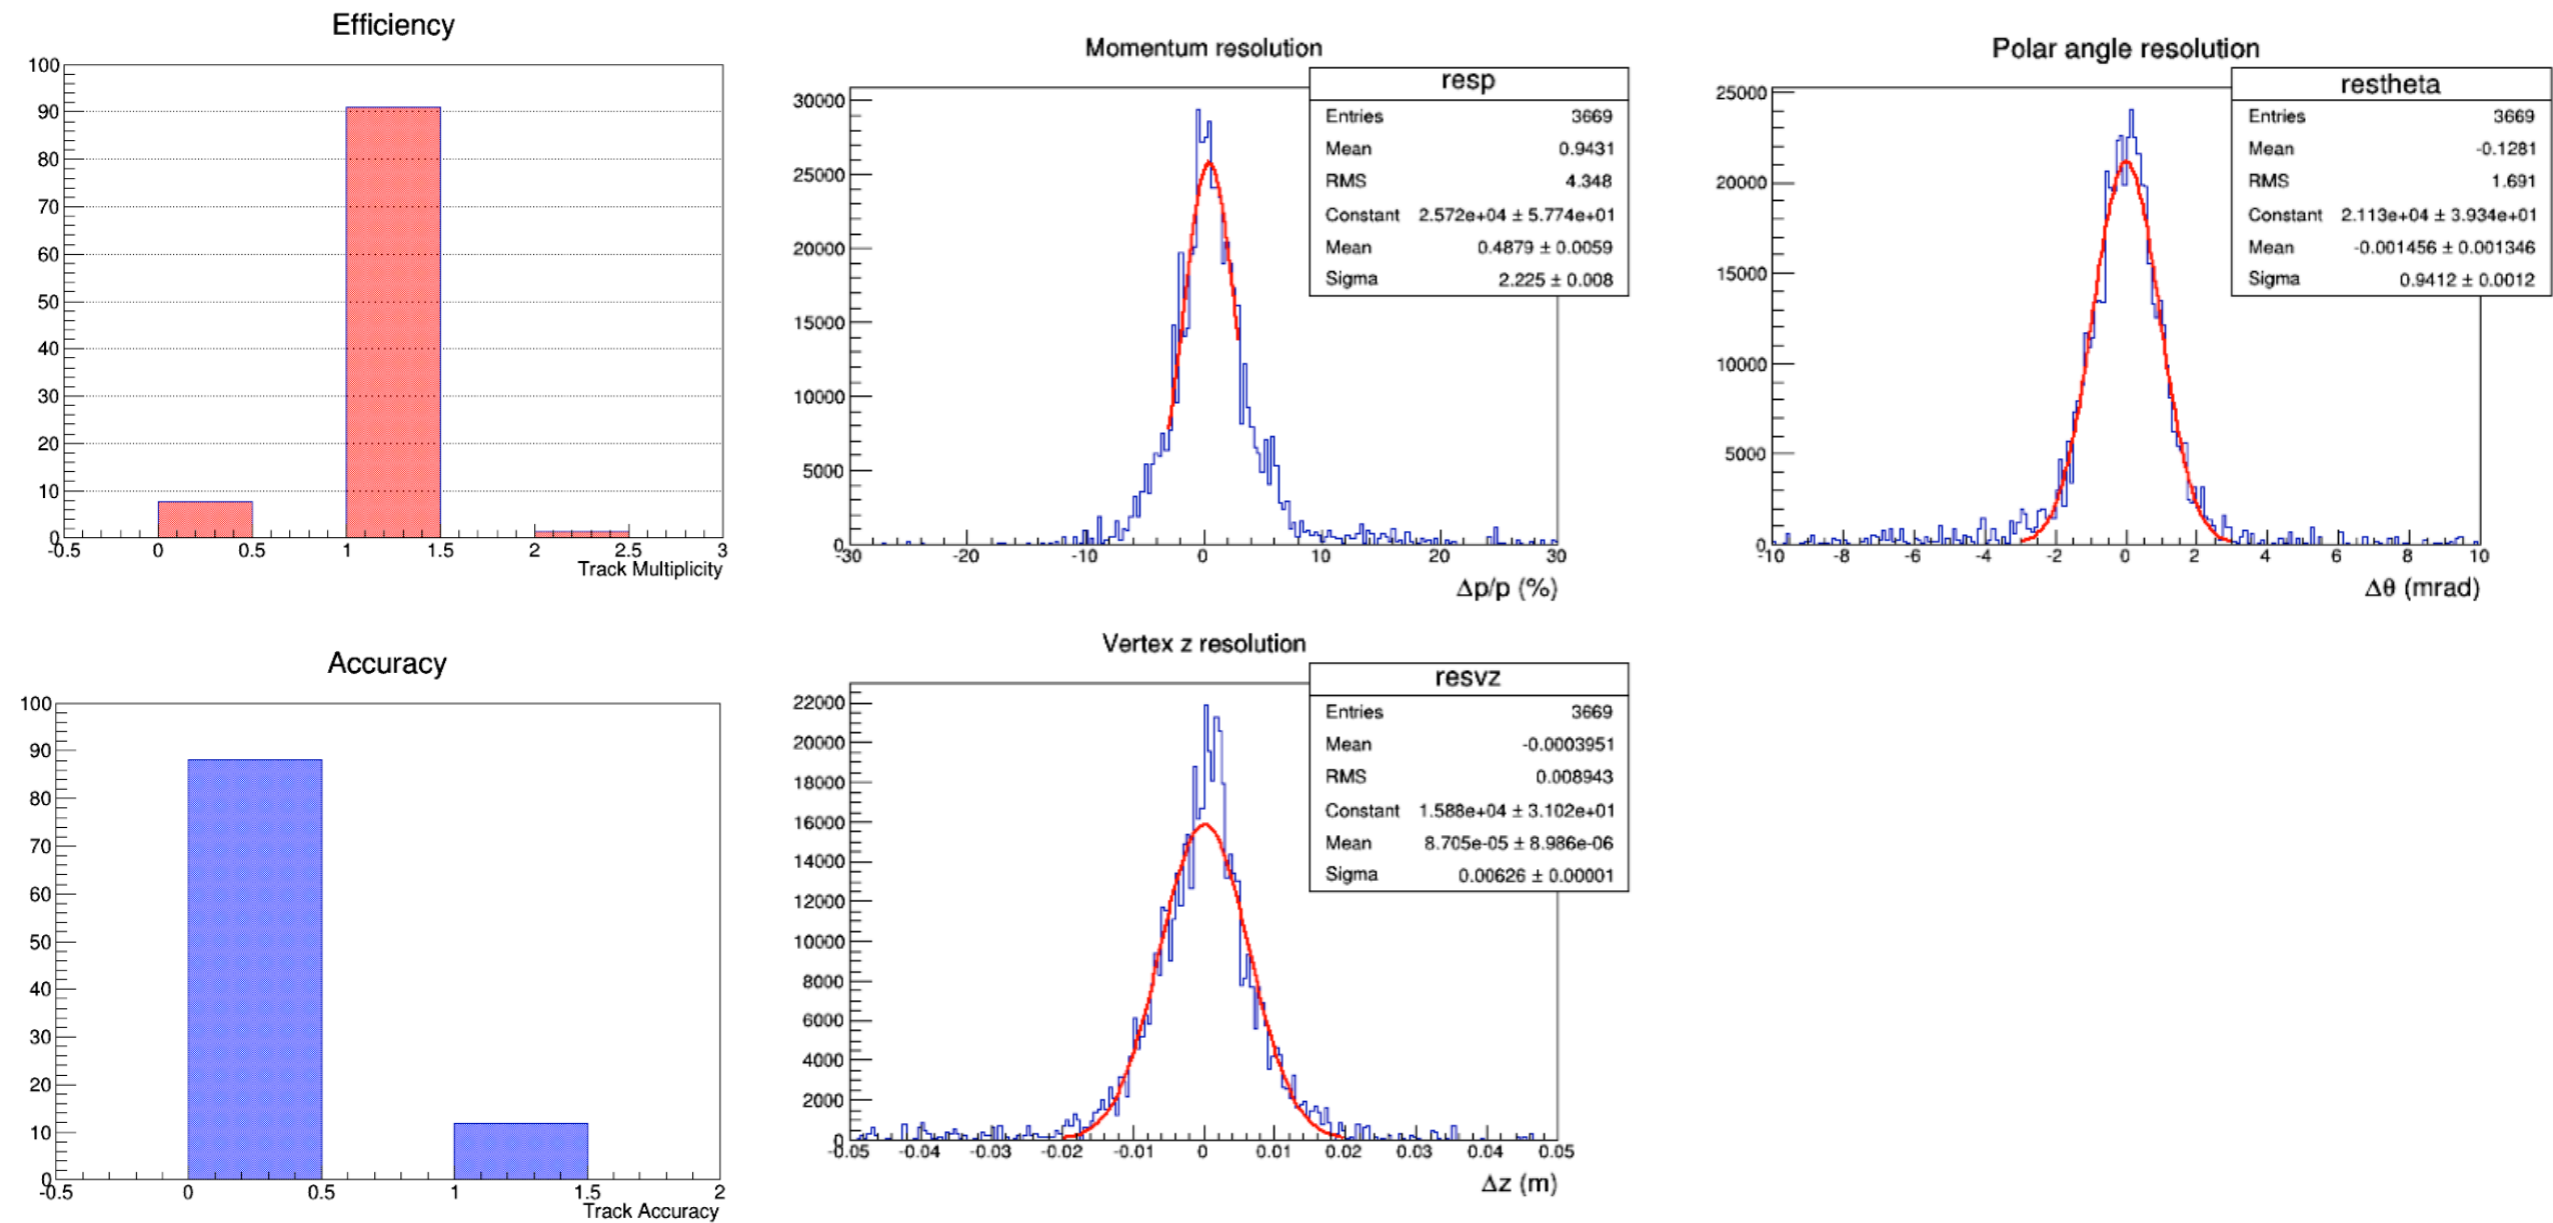 Efficiency
100
90
80
70
60
50
40
30
20
10
0
-0.5 0 0.5 1 1.5 2 2.5 3
Track Multiplicity
Momentum resolution
resp
Entries 3669
Mean 0.9431
RMS 4.348
Constant 2.572e+04 ± 5.774e+01
Mean 0.4879 ± 0.0059
Sigma 2.225 ± 0.008
30000
25000
20000
15000
10000
5000
0
-30 -20 -10 0 10 20 30
Δp/p (%)
Polar angle resolution
restheta
Entries 3669
Mean -0.1281
RMS 1.691
Constant 2.113e+04 ± 3.934e+01
Mean -0.001456 ± 0.001346
Sigma 0.9412 ± 0.0012
25000
20000
15000
10000
5000
0
-10 -8 -6 -4 -2 0 2 4 6 8 10
Δθ (mrad)
Accuracy
100
90
80
70
60
50
40
30
20
10
0
-0.5 0 0.5 1 1.5 2
Track Accuracy
Vertex z resolution
resvz
Entries 3669
Mean -0.0003951
RMS 0.008943
Constant 1.588e+04 ± 3.102e+01
Mean 8.705e-05 ± 8.986e-06
Sigma 0.00626 ± 0.00001
22000
20000
18000
16000
14000
12000
10000
8000
6000
4000
2000
0
-0.05 -0.04 -0.03 -0.02 -0.01 0 0.01 0.02 0.03 0.04 0.05
Δz (m)